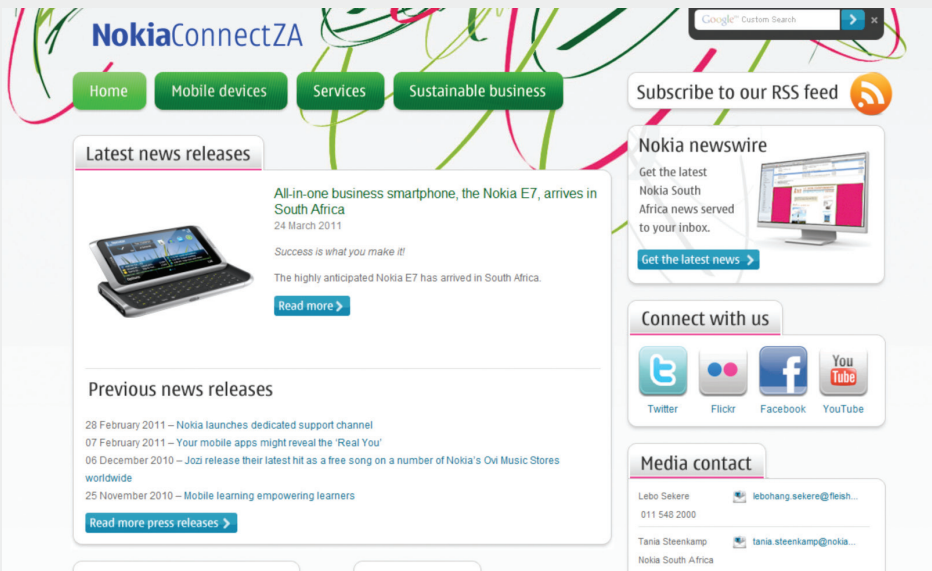 NokiaConnectZA
Google™ Custom Search
Home
Mobile devices
Services
Sustainable business
Subscribe to our RSS feed
Latest news releases
All-in-one business smartphone, the Nokia E7, arrives in
South Africa
24 March 2011
Success is what you make it!
The highly anticipated Nokia E7 has arrived in South Africa.
Read more
Previous news releases
28 February 2011 – Nokia launches dedicated support channel
07 February 2011 – Your mobile apps might reveal the 'Real You'
06 December 2010 – Jozi release their latest hit as a free song on a number of Nokia's Ovi Music Stores
worldwide
25 November 2010 – Mobile learning empowering learners
Read more press releases
Nokia newswire
Get the latest
Nokia South
Africa news served
to your inbox.
Get the latest news
Connect with us
You
Tube
Twitter
Flickr
Facebook
YouTube
Media contact
Lebo Sekere
lebohang.sekere@fleish...
011 548 2000
Tania Steenkamp
tania.steenkamp@nokia...
Nokia South Africa